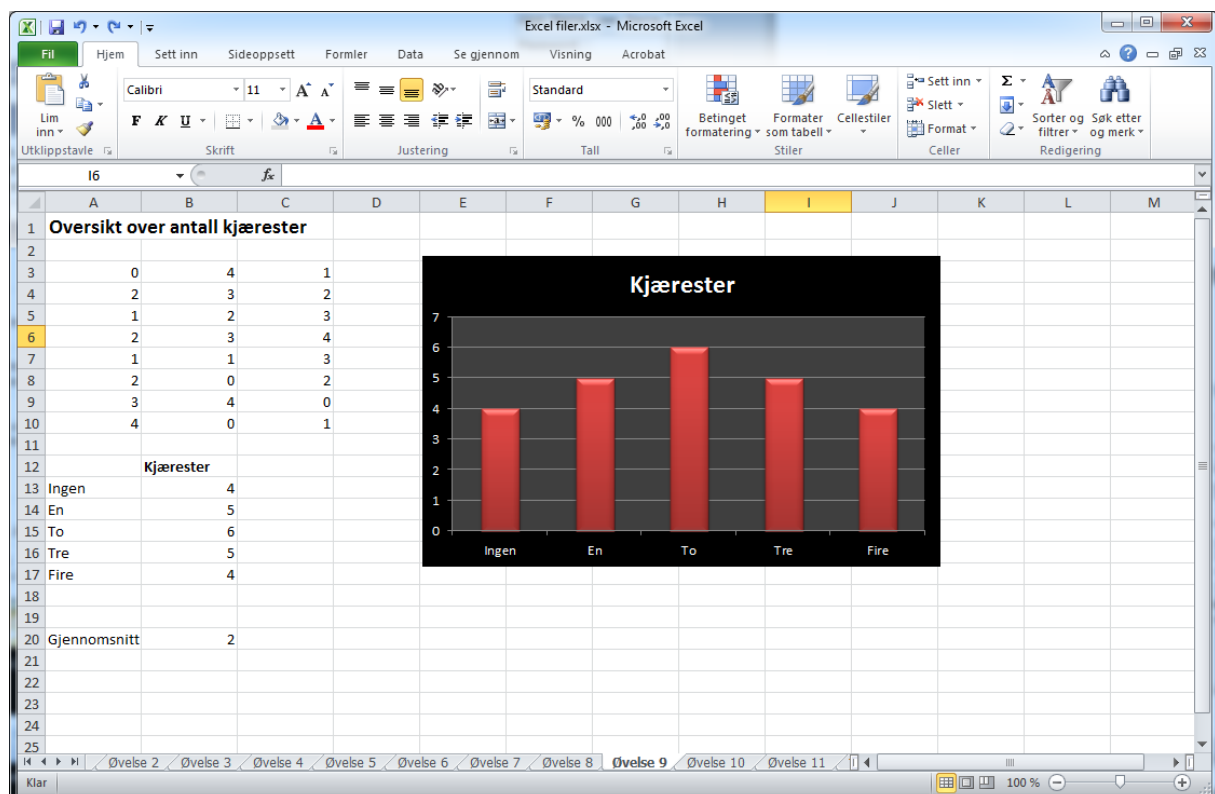 Excel filer.xlsx - Microsoft Excel
Fil Hjem Sett inn Sideoppsett Formler Data Se gjennom Visning Acrobat
Lim inn
Utklippstavle
Calibri 11
F K U
Skrift
Justering
Standard
% 000
Tall
Betinget formatering
Formater som tabell
Cellestiler
Stiler
Sett inn
Slett
Format
Celler
Sorter og filtrer
Søk etter og merk
Redigering
I6 fx
A B C D E F G H I J K L M
1 Oversikt over antall kjærester
2
3 0 4 1
4 2 3 2
5 1 2 3
6 2 3 4
7 1 1 3
8 2 0 2
9 3 4 0
10 4 0 1
11
12 Kjærester
13 Ingen 4
14 En 5
15 To 6
16 Tre 5
17 Fire 4
18
19
20 Gjennomsnitt 2
21
22
23
24
25
Kjærester
7
6
5
4
3
2
1
0
Ingen En To Tre Fire
Øvelse 2 Øvelse 3 Øvelse 4 Øvelse 5 Øvelse 6 Øvelse 7 Øvelse 8 Øvelse 9 Øvelse 10 Øvelse 11
Klar 100 %